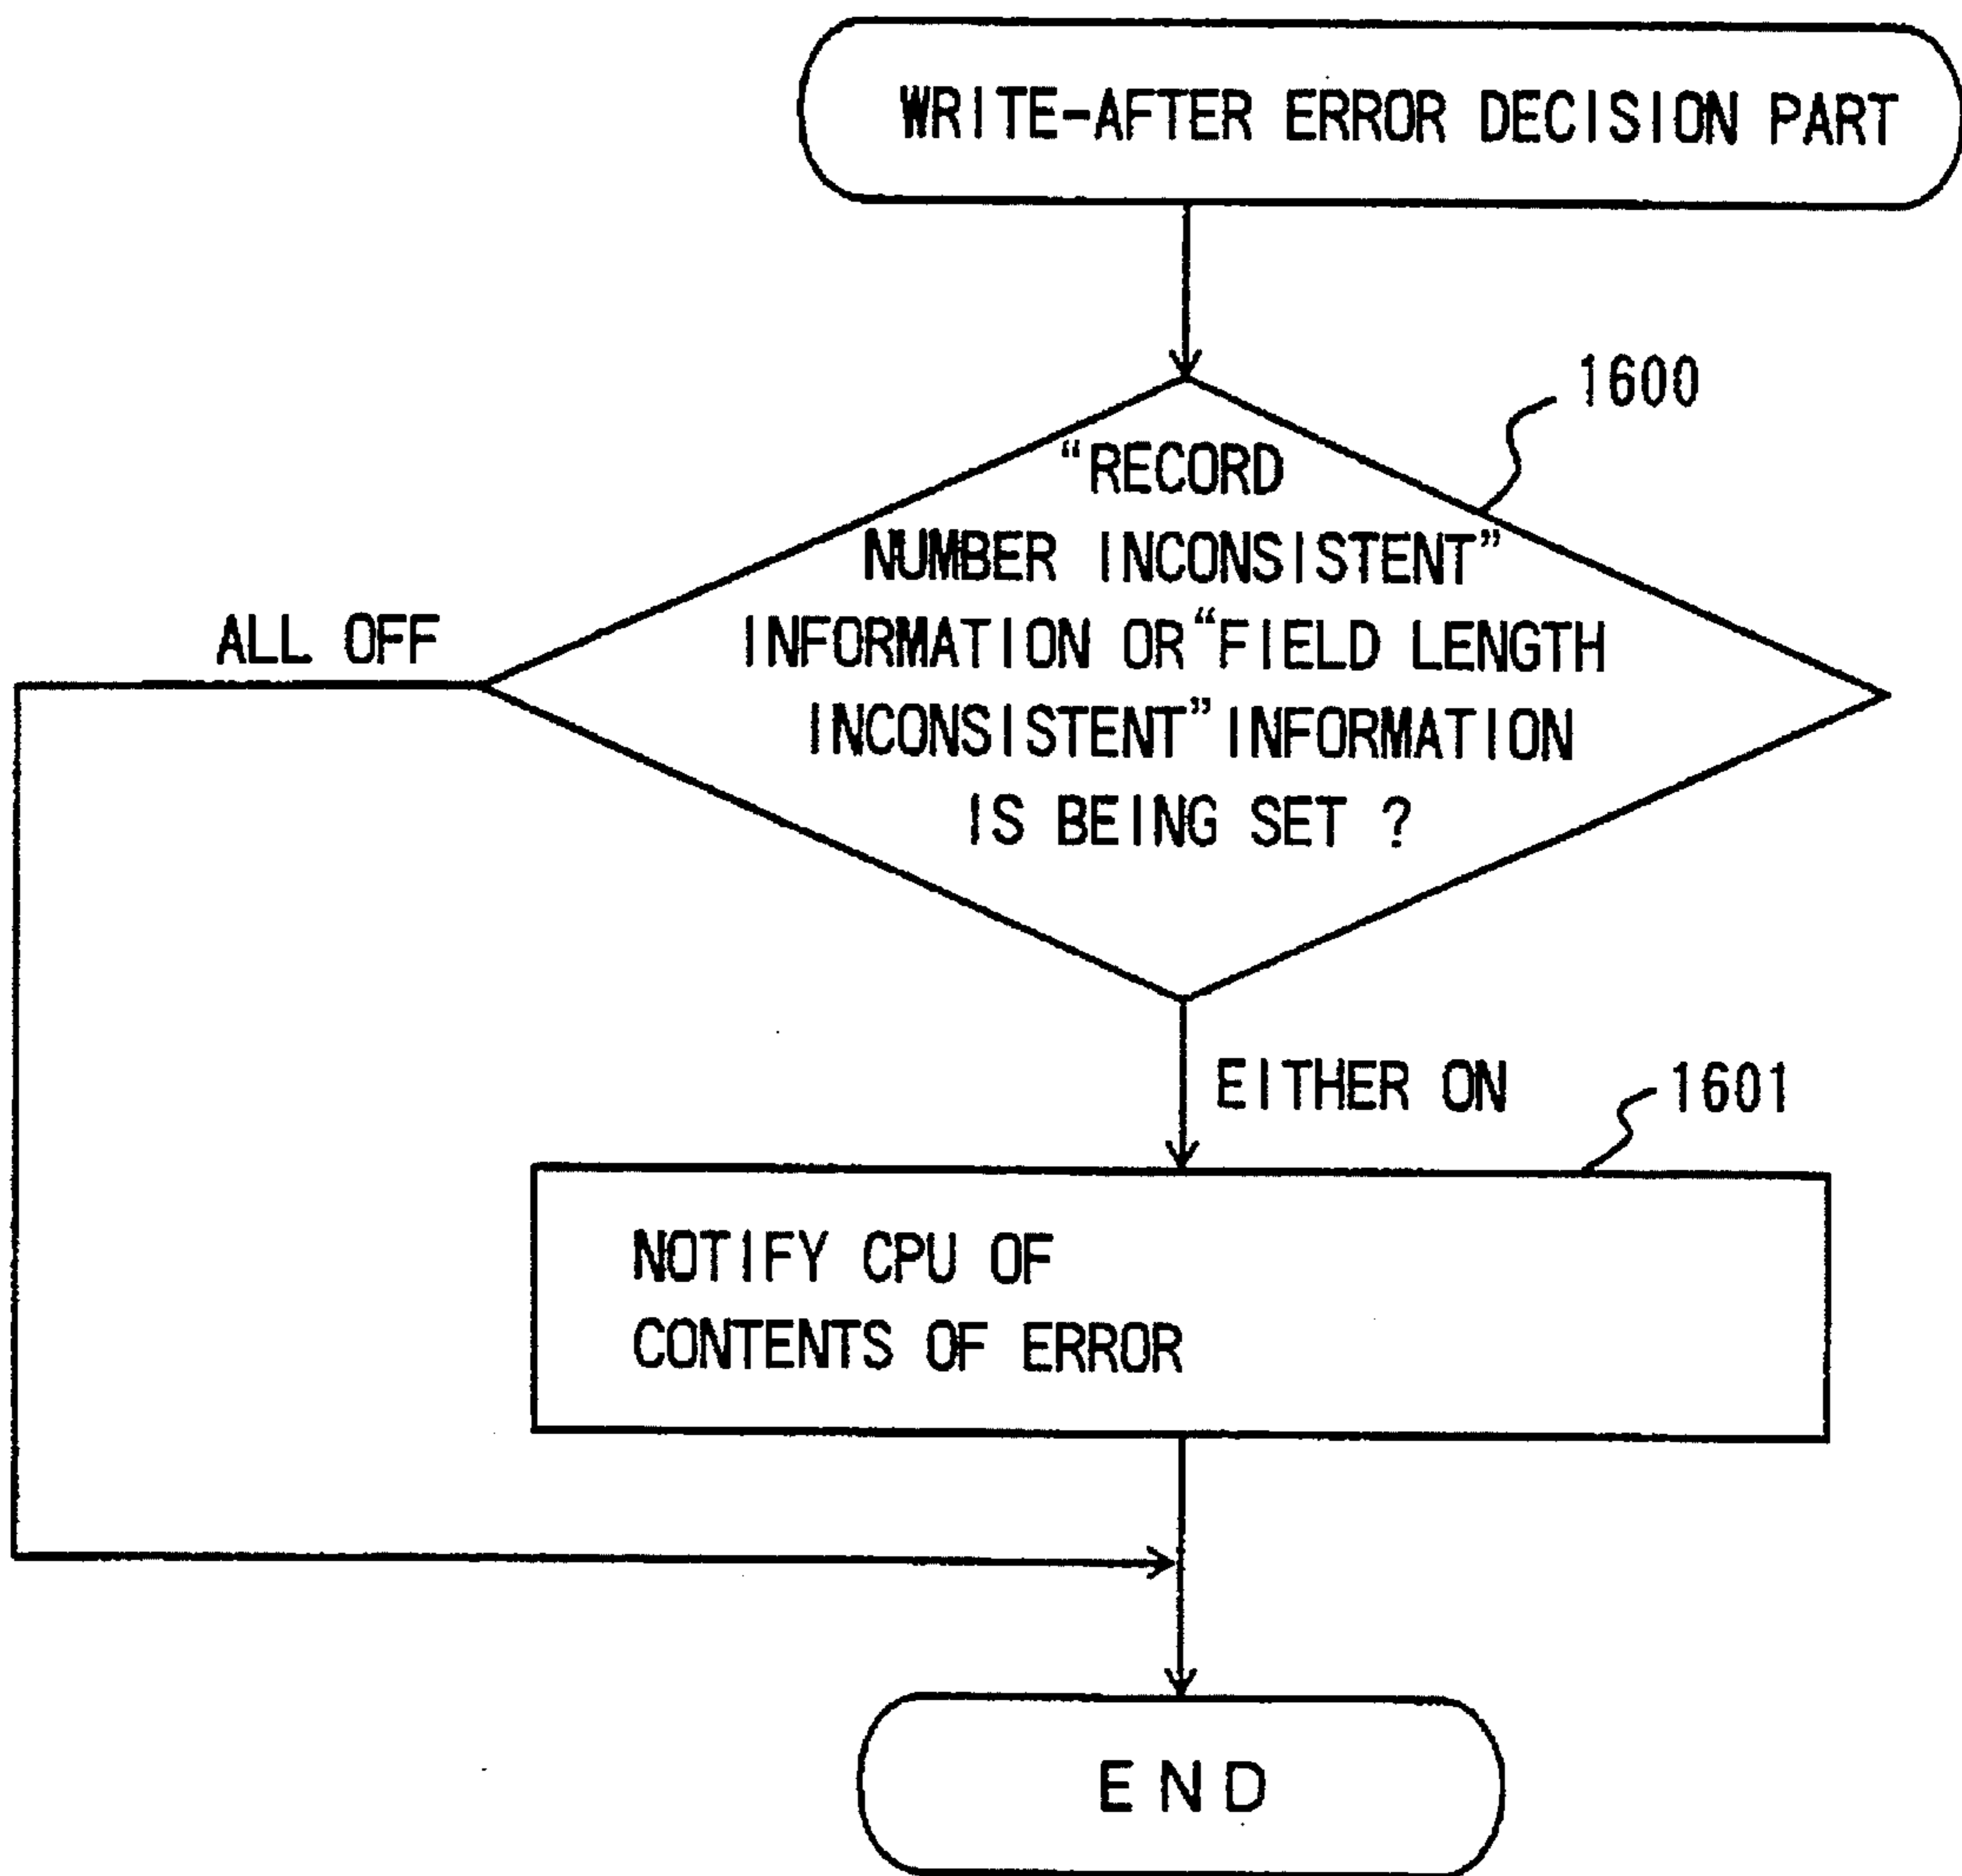 WRITE-AFTER ERROR DECISION PART
1600
“RECORD
NUMBER INCONSISTENT”
INFORMATION OR “FIELD LENGTH
INCONSISTENT” INFORMATION
IS BEING SET ?
ALL OFF
EITHER ON
1601
NOTIFY CPU OF
CONTENTS OF ERROR
END